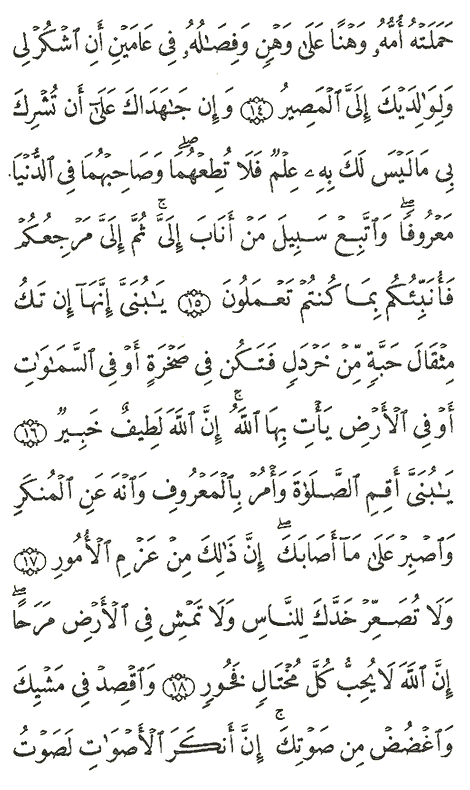 حَمَلَتْهُ أُمُّهُۥ وَهْنًا عَلَىٰ وَهْنٍ وَفِصَٰلُهُۥ فِى عَامَيْنِ أَنِ ٱشْكُرْ لِى
وَلِوَٰلِدَيْكَ إِلَىَّ ٱلْمَصِيرُ ۝١٤ وَإِن جَٰهَدَاكَ عَلَىٰٓ أَن تُشْرِكَ
بِى مَا لَيْسَ لَكَ بِهِۦ عِلْمٌ فَلَا تُطِعْهُمَا ۖ وَصَاحِبْهُمَا فِى ٱلدُّنْيَا
مَعْرُوفًا ۖ وَٱتَّبِعْ سَبِيلَ مَنْ أَنَابَ إِلَىَّ ۚ ثُمَّ إِلَىَّ مَرْجِعُكُمْ
فَأُنَبِّئُكُم بِمَا كُنتُمْ تَعْمَلُونَ ۝١٥ يَٰبُنَىَّ إِنَّهَآ إِن تَكُ
مِثْقَالَ حَبَّةٍ مِّنْ خَرْدَلٍ فَتَكُن فِى صَخْرَةٍ أَوْ فِى ٱلسَّمَٰوَٰتِ
أَوْ فِى ٱلْأَرْضِ يَأْتِ بِهَا ٱللَّهُ ۚ إِنَّ ٱللَّهَ لَطِيفٌ خَبِيرٌ ۝١٦
يَٰبُنَىَّ أَقِمِ ٱلصَّلَوٰةَ وَأْمُرْ بِٱلْمَعْرُوفِ وَٱنْهَ عَنِ ٱلْمُنكَرِ
وَٱصْبِرْ عَلَىٰ مَآ أَصَابَكَ ۖ إِنَّ ذَٰلِكَ مِنْ عَزْمِ ٱلْأُمُورِ ۝١٧
وَلَا تُصَعِّرْ خَدَّكَ لِلنَّاسِ وَلَا تَمْشِ فِى ٱلْأَرْضِ مَرَحًا ۖ
إِنَّ ٱللَّهَ لَا يُحِبُّ كُلَّ مُخْتَالٍ فَخُورٍ ۝١٨ وَٱقْصِدْ فِى مَشْيِكَ
وَٱغْضُضْ مِن صَوْتِكَ ۚ إِنَّ أَنكَرَ ٱلْأَصْوَٰتِ لَصَوْتُ